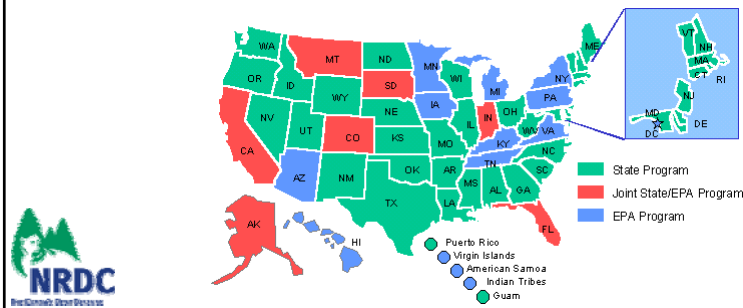 WA
MT
ND
MN
ME
OR
ID
WY
SD
WI
MI
NY
NV
UT
CO
NE
IA
IL
IN
OH
PA
CA
AZ
NM
KS
MO
KY
WV
VA
OK
AR
TN
NC
TX
LA
MS
AL
GA
SC
FL
AK
HI
VT
NH
MA
CT
RI
NJ
MD
DE
DC
State Program
Joint State/EPA Program
EPA Program
Puerto Rico
Virgin Islands
American Samoa
Indian Tribes
Guam
NRDC